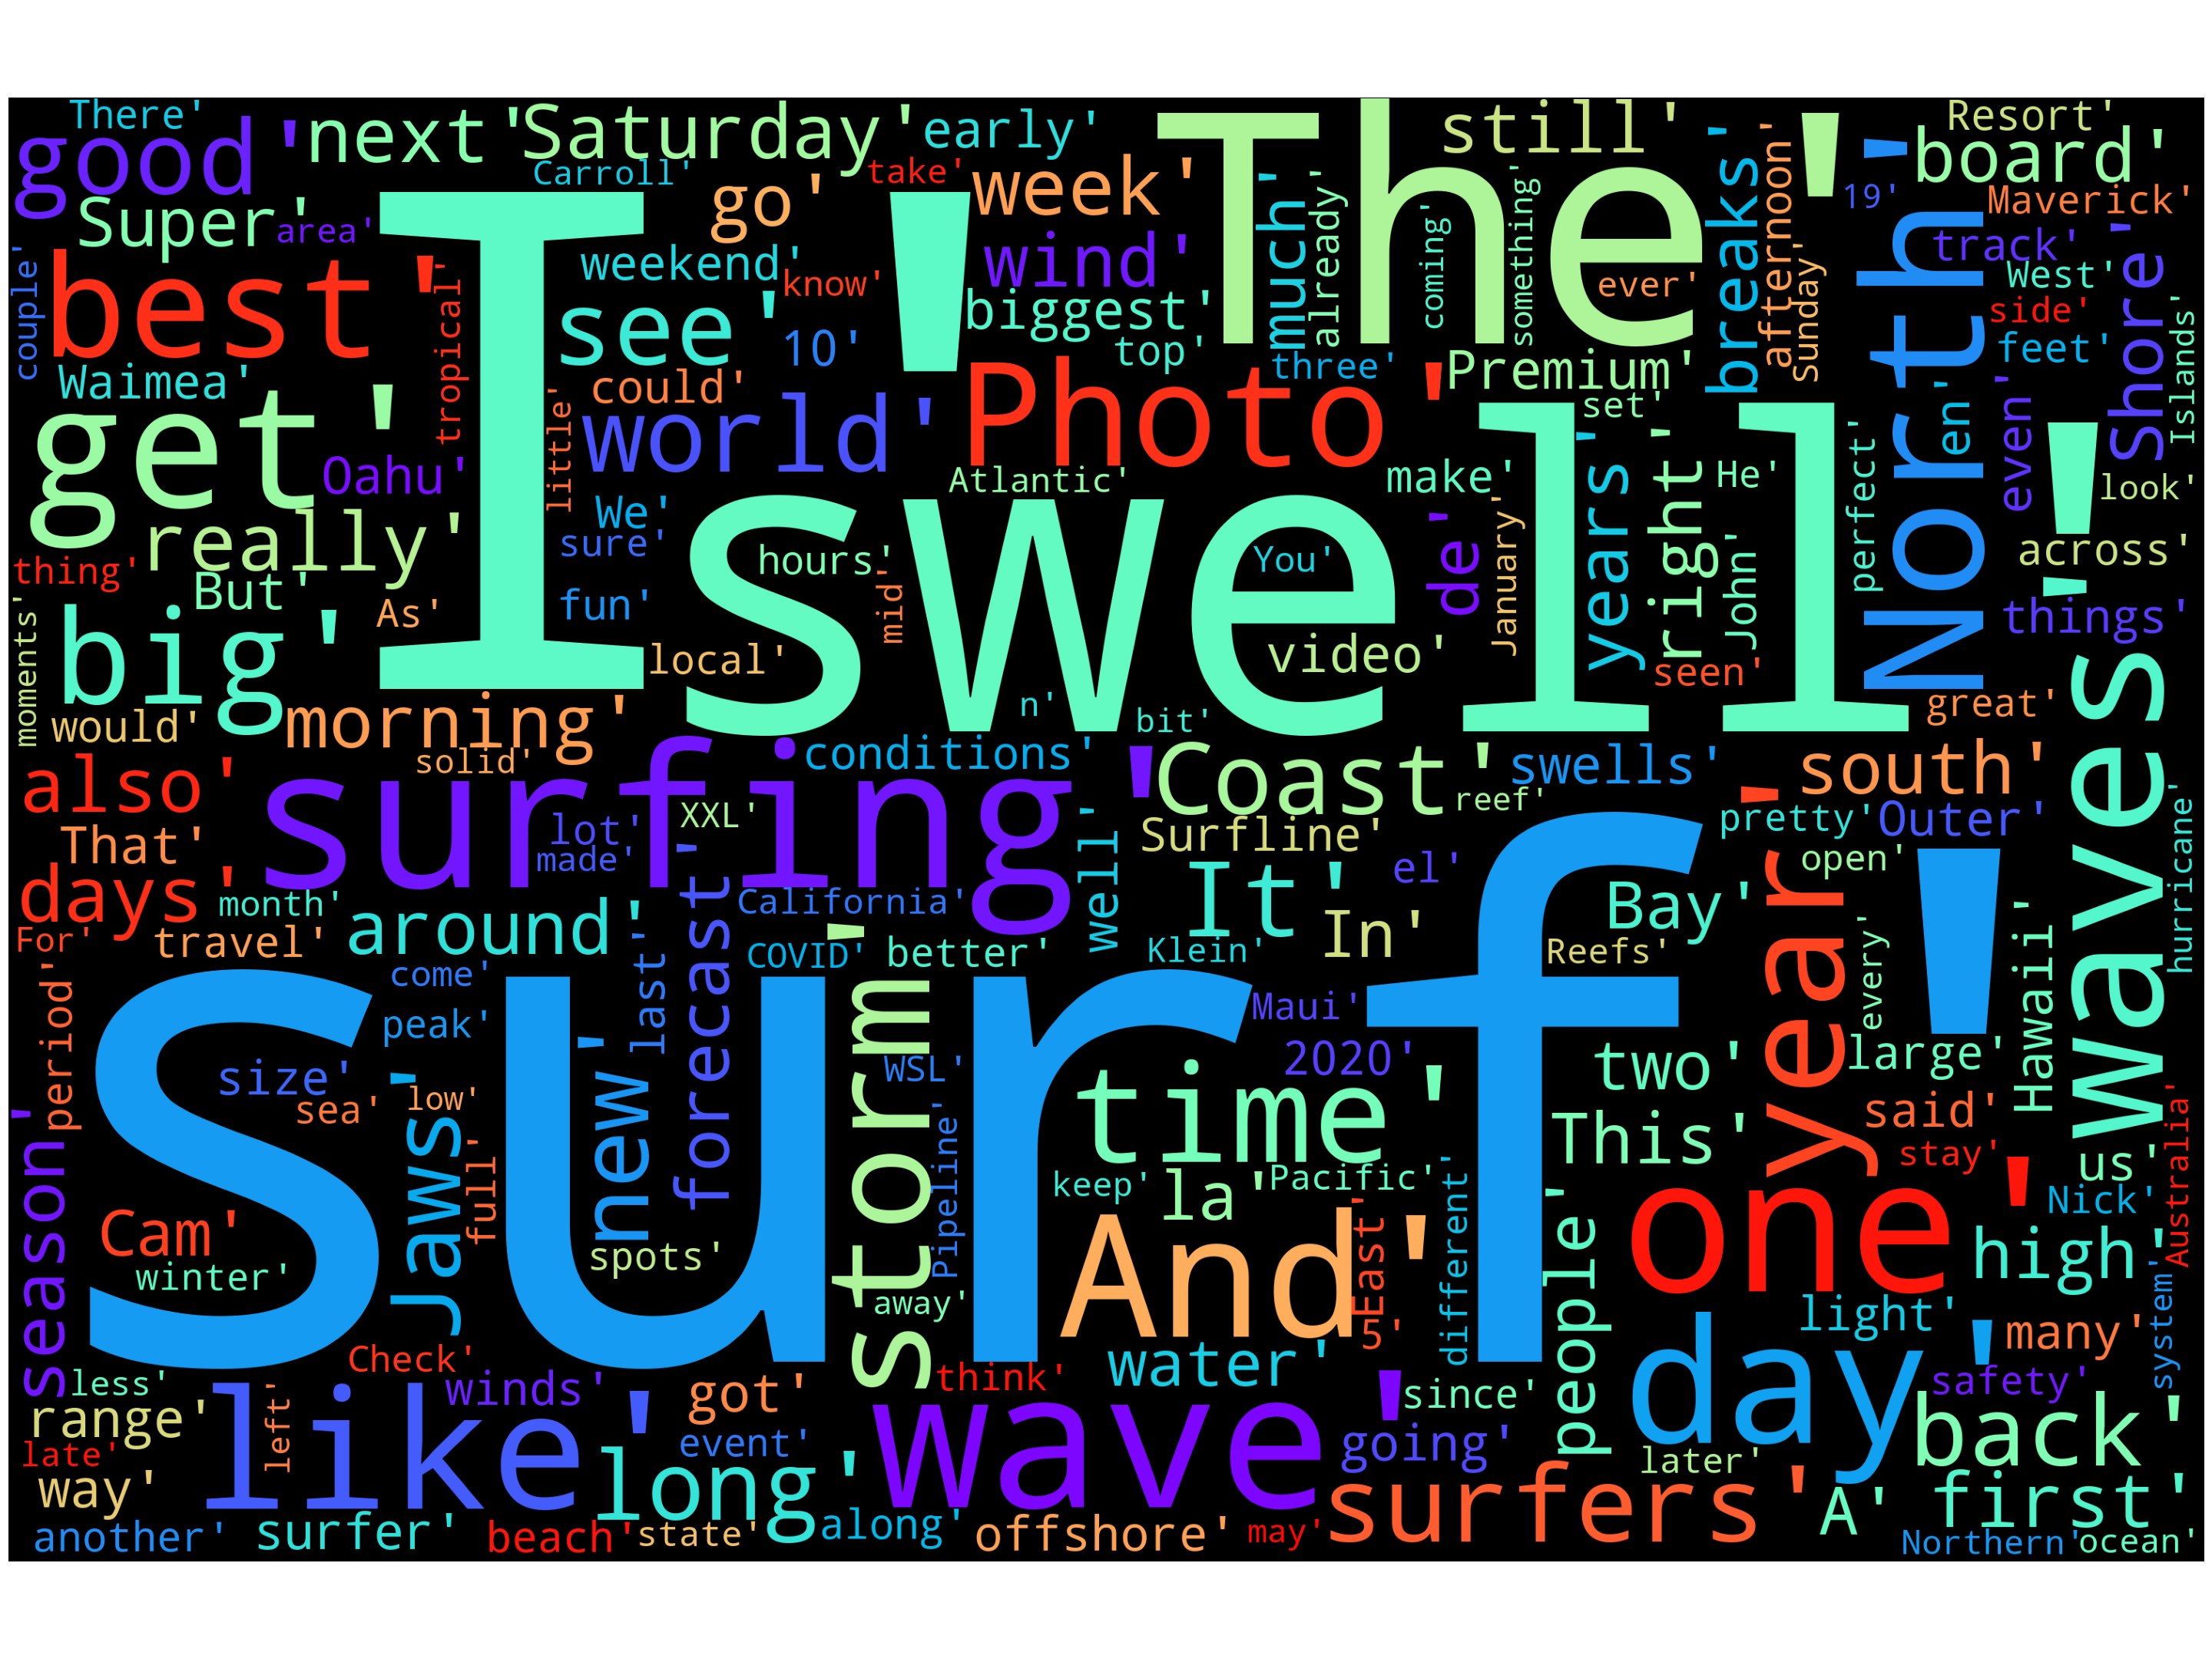 There'
good'
next'
Saturday'
early'
The'
still'
breaks'
afternoon'
Resort'
board'
Carroll'
take'
go'
week'
much'
already'
coming'
something'
19'
Maverick'
Super'
area'
I'
weekend'
know'
wind'
biggest'
ever'
Sunday'
North'
track'
Shore'
West'
side'
feet'
Islands'
couple'
best'
tropical'
see'
10'
top'
three'
Premium'
Waimea'
could'
world'
Photo'
set'
en'
even'
get'
little'
Oahu'
Atlantic'
make'
years'
right'
He'
perfect'
look'
really'
We'
sure'
swell'
hours'
You'
de'
January'
John'
across'
thing'
But'
As'
fun'
mid'
things'
moments'
big'
local'
video'
seen'
waves'
would'
morning'
n'
bit'
great'
solid'
conditions'
Coast'
swells'
south'
also'
surfing'
reef'
hurricane'
XXL'
well'
Surfline'
pretty'
Outer'
That'
lot'
made'
It'
el'
year'
open'
days'
month'
forecast'
California'
In'
Bay'
Hawaii'
For'
travel'
around'
last'
COVID'
better'
Klein'
Reefs'
every'
period'
come'
storm'
Maui'
peak'
new'
surf'
size'
WSL'
2020'
two'
large'
sea'
low'
time'
said'
Australia'
season'
Jaws'
full'
Pipeline'
keep'
la'
Pacific'
different'
This'
stay'
us'
Cam'
spots'
And'
East'
people'
one'
Nick'
high'
winter'
away'
5'
light'
many'
system'
Check'
less'
winds'
got'
think'
water'
since'
day'
safety'
range'
like'
left'
event'
wave'
going'
back'
late'
way'
long'
later'
another'
surfer'
beach'
state'
along'
offshore'
may'
surfers'
A'
first'
Northern'
ocean'